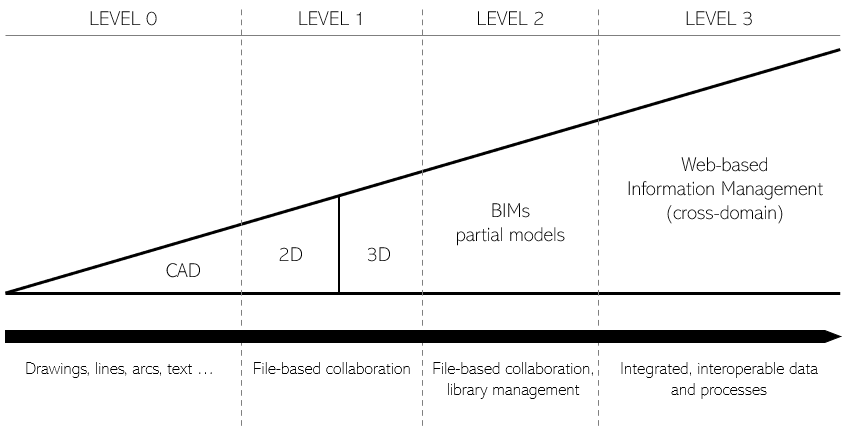 LEVEL 0
LEVEL 1
LEVEL 2
LEVEL 3
CAD
2D
3D
BIMs
partial models
Web-based
Information Management
(cross-domain)
Drawings, lines, arcs, text ...
File-based collaboration
File-based collaboration,
library management
Integrated, interoperable data
and processes